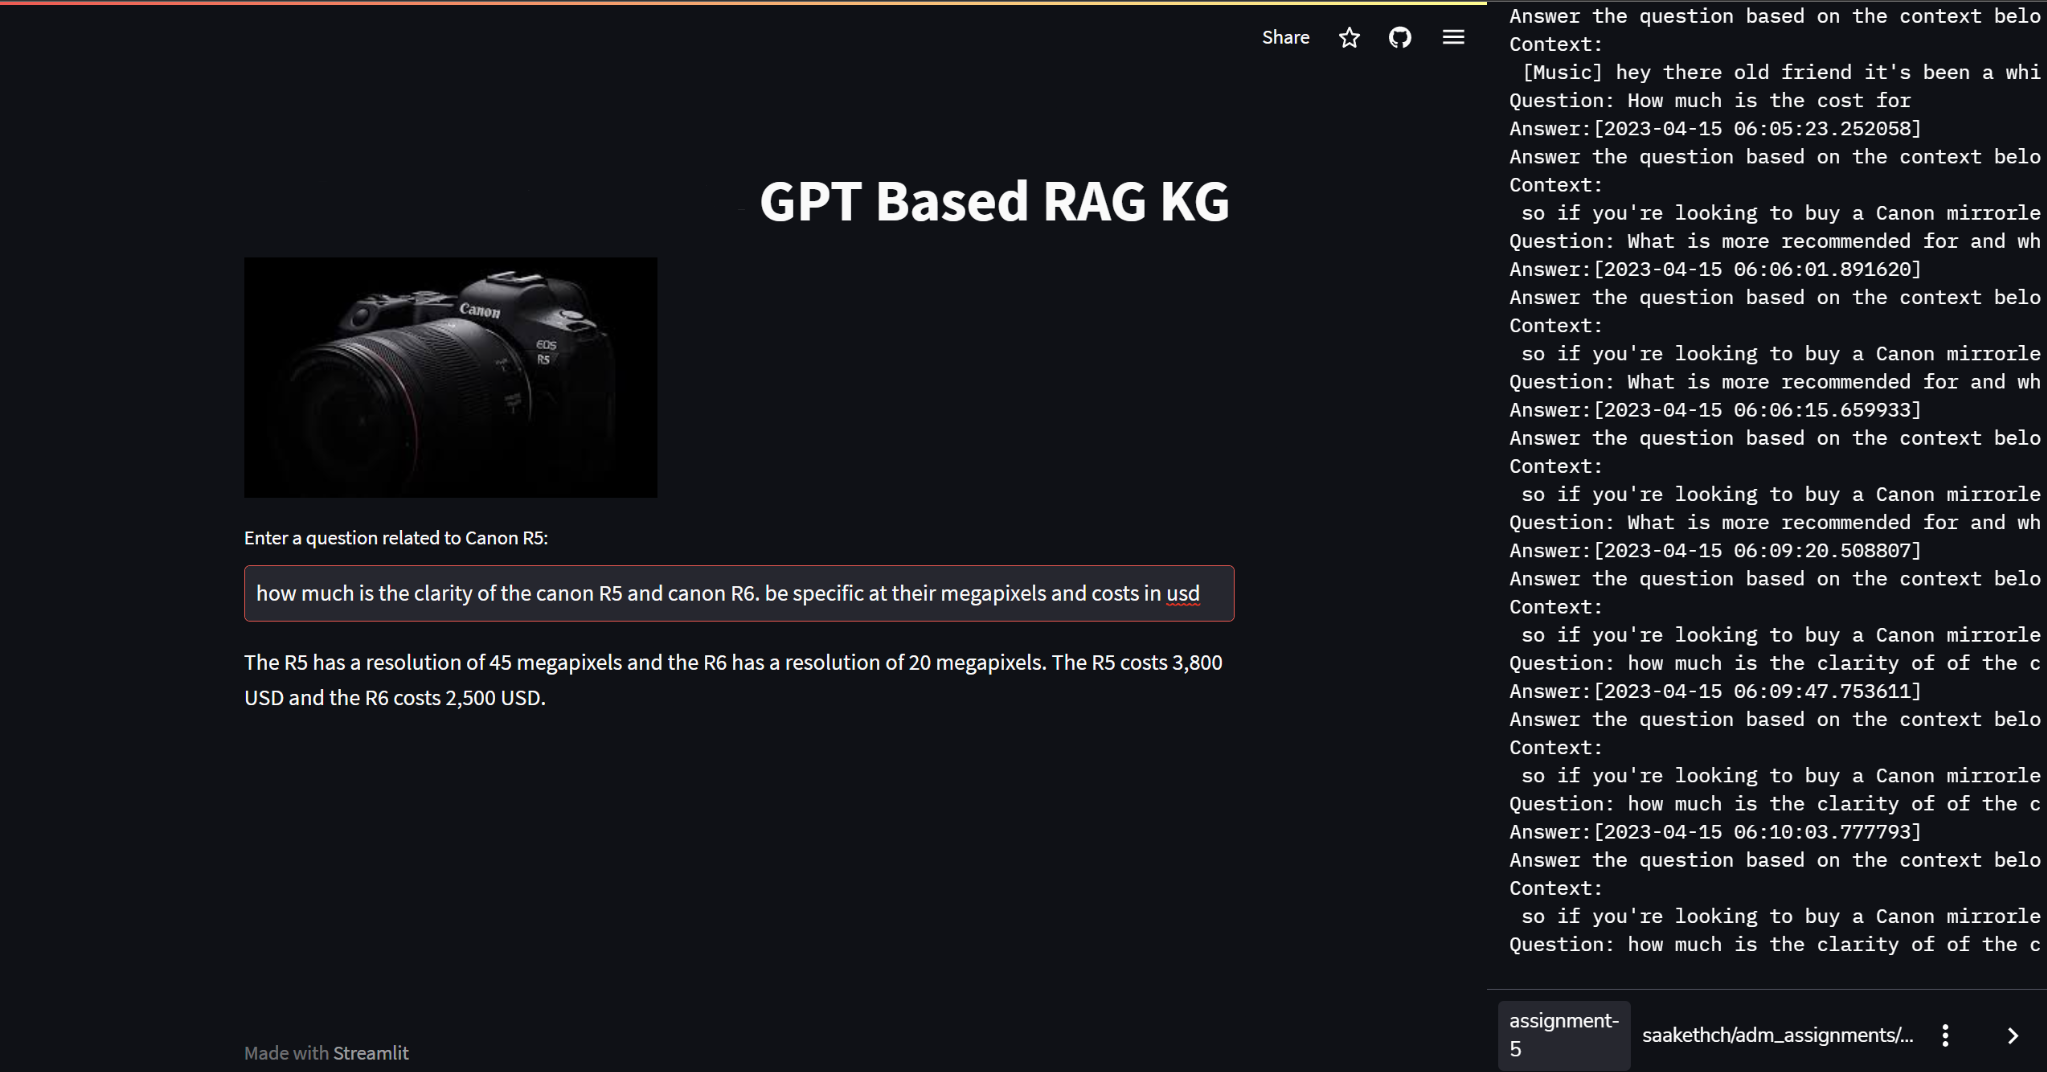 Share
GPT Based RAG KG
Canon
EOS
R5
Enter a question related to Canon R5:
how much is the clarity of the canon R5 and canon R6. be specific at their megapixels and costs in usd
The R5 has a resolution of 45 megapixels and the R6 has a resolution of 20 megapixels. The R5 costs 3,800
USD and the R6 costs 2,500 USD.
Made with Streamlit
Answer the question based on the context belo
Context:
[Music] hey there old friend it's been a whi
Question: How much is the cost for
Answer:[2023-04-15 06:05:23.252058]
Answer the question based on the context belo
Context:
so if you're looking to buy a Canon mirrorle
Question: What is more recommended for and wh
Answer:[2023-04-15 06:06:01.891620]
Answer the question based on the context belo
Context:
so if you're looking to buy a Canon mirrorle
Question: What is more recommended for and wh
Answer:[2023-04-15 06:06:15.659933]
Answer the question based on the context belo
Context:
so if you're looking to buy a Canon mirrorle
Question: What is more recommended for and wh
Answer:[2023-04-15 06:09:20.508807]
Answer the question based on the context belo
Context:
so if you're looking to buy a Canon mirrorle
Question: how much is the clarity of of the c
Answer:[2023-04-15 06:09:47.753611]
Answer the question based on the context belo
Context:
so if you're looking to buy a Canon mirrorle
Question: how much is the clarity of of the c
Answer:[2023-04-15 06:10:03.777793]
Answer the question based on the context belo
Context:
so if you're looking to buy a Canon mirrorle
Question: how much is the clarity of of the c
assignment-
5
saakethch/adm_assignments/...